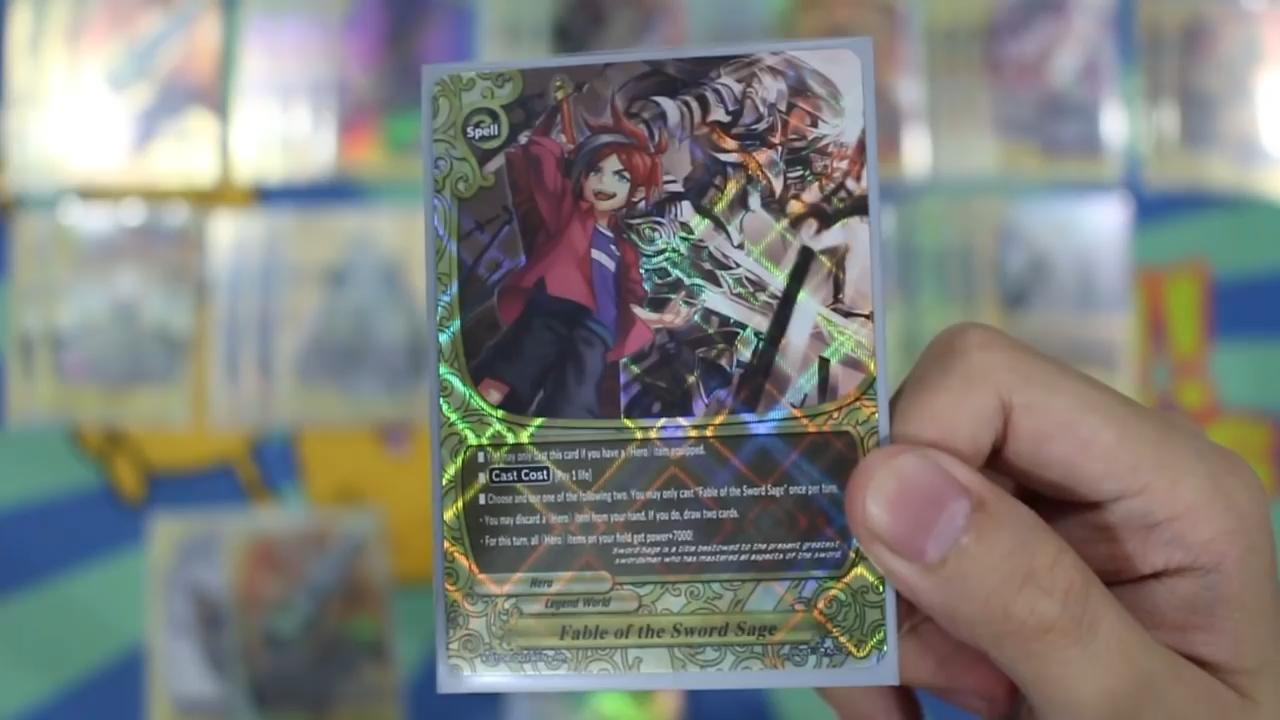 Spell
■ You may only cast this card if you have a《Hero》item equipped.
■ Cast Cost [Pay 1 life]
■ Choose and use one of the following two. You may only cast "Fable of the Sword Sage" once per turn.
・You may discard a《Hero》item from your hand. If you do, draw two cards.
・For this turn, all《Hero》items on your field get power+7000!
Sword Sage is a title bestowed to the present greatest
swordsman who has mastered all aspects of the sword.
Hero
Legend World
Fable of the Sword Sage